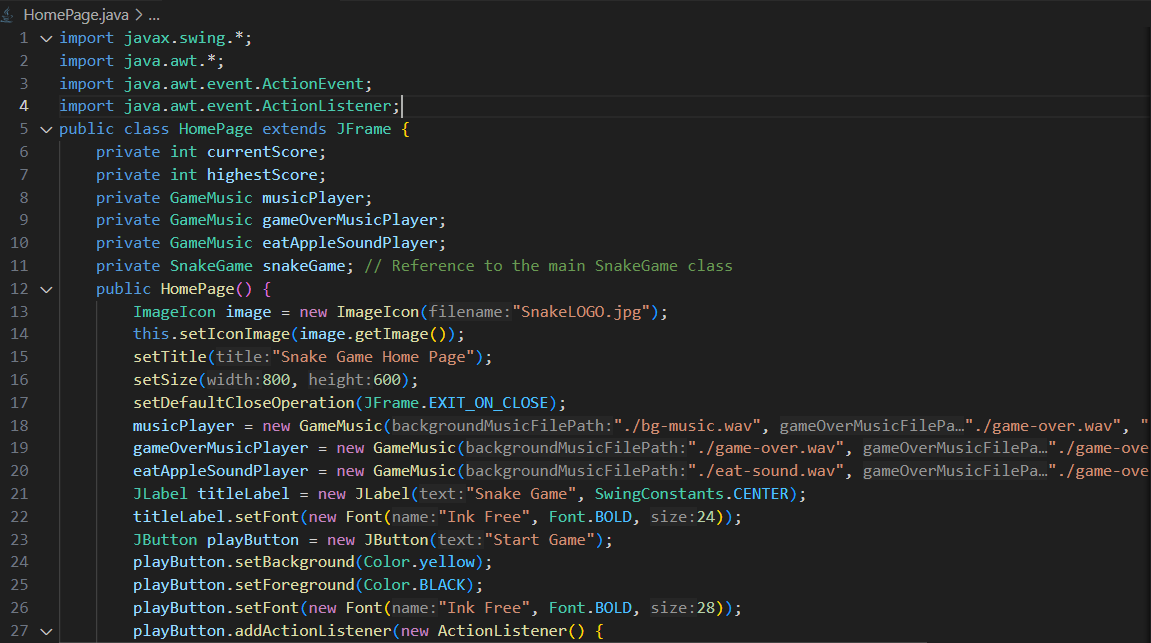 HomePage.java > ...
1 import javax.swing.*;
2 import java.awt.*;
3 import java.awt.event.ActionEvent;
4 import java.awt.event.ActionListener;
5 public class HomePage extends JFrame {
6 private int currentScore;
7 private int highestScore;
8 private GameMusic musicPlayer;
9 private GameMusic gameOverMusicPlayer;
10 private GameMusic eatAppleSoundPlayer;
11 private SnakeGame snakeGame; // Reference to the main SnakeGame class
12 public HomePage() {
13 ImageIcon image = new ImageIcon(filename:"SnakeLOGO.jpg");
14 this.setIconImage(image.getImage());
15 setTitle(title:"Snake Game Home Page");
16 setSize(width:800, height:600);
17 setDefaultCloseOperation(JFrame.EXIT_ON_CLOSE);
18 musicPlayer = new GameMusic(backgroundMusicFilePath:"./bg-music.wav", gameOverMusicFilePa…"./game-over.wav", "
19 gameOverMusicPlayer = new GameMusic(backgroundMusicFilePath:"./game-over.wav", gameOverMusicFilePa…"./game-ove
20 eatAppleSoundPlayer = new GameMusic(backgroundMusicFilePath:"./eat-sound.wav", gameOverMusicFilePa…"./game-ove
21 JLabel titleLabel = new JLabel(text:"Snake Game", SwingConstants.CENTER);
22 titleLabel.setFont(new Font(name:"Ink Free", Font.BOLD, size:24));
23 JButton playButton = new JButton(text:"Start Game");
24 playButton.setBackground(Color.yellow);
25 playButton.setForeground(Color.BLACK);
26 playButton.setFont(new Font(name:"Ink Free", Font.BOLD, size:28));
27 playButton.addActionListener(new ActionListener() {